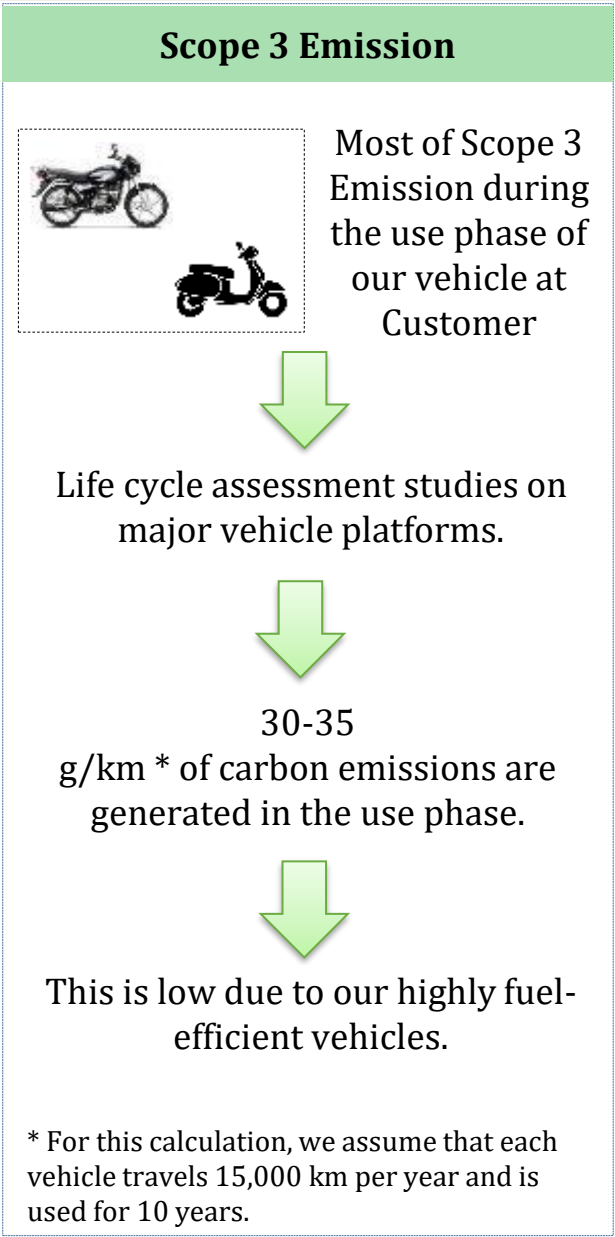 Scope 3 Emission
Most of Scope 3
Emission during
the use phase of
our vehicle at
Customer
Life cycle assessment studies on
major vehicle platforms.
30-35
g/km * of carbon emissions are
generated in the use phase.
This is low due to our highly fuel-
efficient vehicles.
* For this calculation, we assume that each
vehicle travels 15,000 km per year and is
used for 10 years.